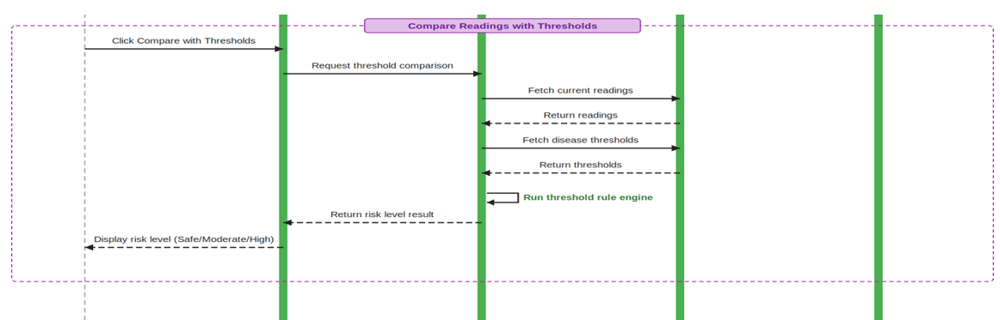 Compare Readings with Thresholds
Click Compare with Thresholds
Request threshold comparison
Fetch current readings
Return readings
Fetch disease thresholds
Return thresholds
Run threshold rule engine
Return risk level result
Display risk level (Safe/Moderate/High)